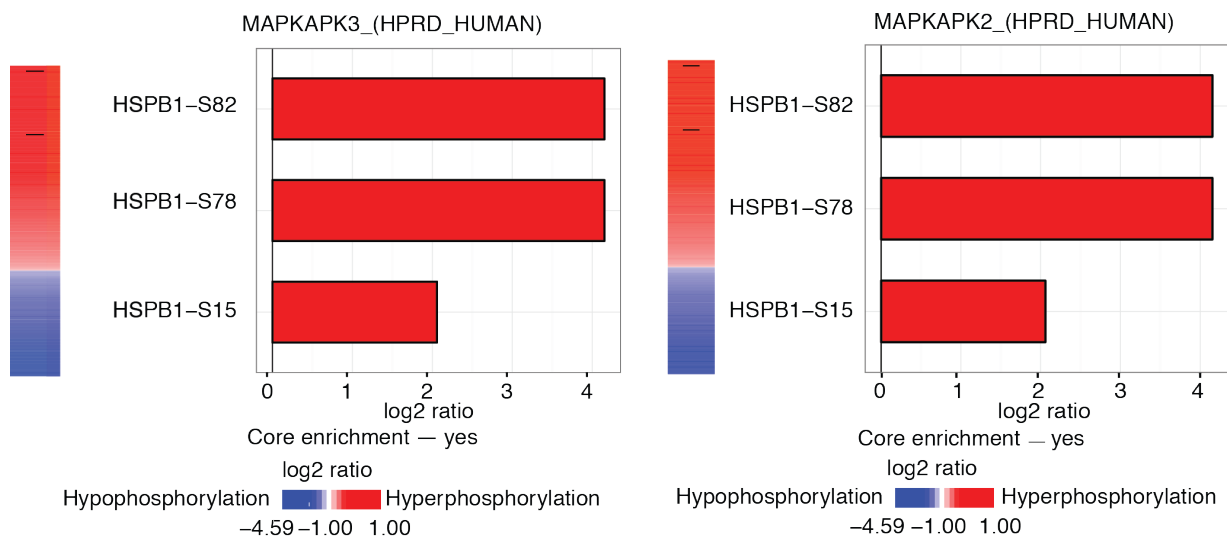 MAPKAPK3_(HPRD_HUMAN)
HSPB1–S82
HSPB1–S78
HSPB1–S15
0 1 2 3 4
log2 ratio
Core enrichment — yes
log2 ratio
Hypophosphorylation Hyperphosphorylation
−4.59 −1.00 1.00
MAPKAPK2_(HPRD_HUMAN)
HSPB1–S82
HSPB1–S78
HSPB1–S15
0 1 2 3 4
log2 ratio
Core enrichment — yes
log2 ratio
Hypophosphorylation Hyperphosphorylation
−4.59 −1.00 1.00